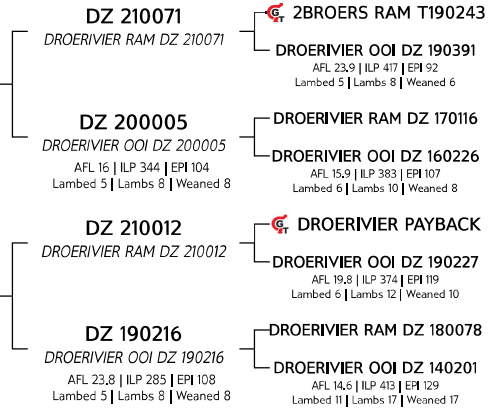 DZ 210071
DROERIVIER RAM DZ 210071
GT 2BROERS RAM T190243
DROERIVIER OOI DZ 190391
AFL 23.9 | ILP 417 | EPI 92
Lambed 5 | Lambs 8 | Weaned 6
DZ 200005
DROERIVIER OOI DZ 200005
AFL 16 | ILP 344 | EPI 104
Lambed 5 | Lambs 8 | Weaned 8
DROERIVIER RAM DZ 170116
DROERIVIER OOI DZ 160226
AFL 15.9 | ILP 383 | EPI 107
Lambed 6 | Lambs 10 | Weaned 8
DZ 210012
DROERIVIER RAM DZ 210012
GT DROERIVIER PAYBACK
DROERIVIER OOI DZ 190227
AFL 19.8 | ILP 374 | EPI 119
Lambed 6 | Lambs 12 | Weaned 10
DZ 190216
DROERIVIER OOI DZ 190216
AFL 23,8 | ILP 285 | EPI 108
Lambed 5 | Lambs 8 | Weaned 8
DROERIVIER RAM DZ 180078
DROERIVIER OOI DZ 140201
AFL 14.6 | ILP 413 | EPI 129
Lambed 11 | Lambs 17 | Weaned 17